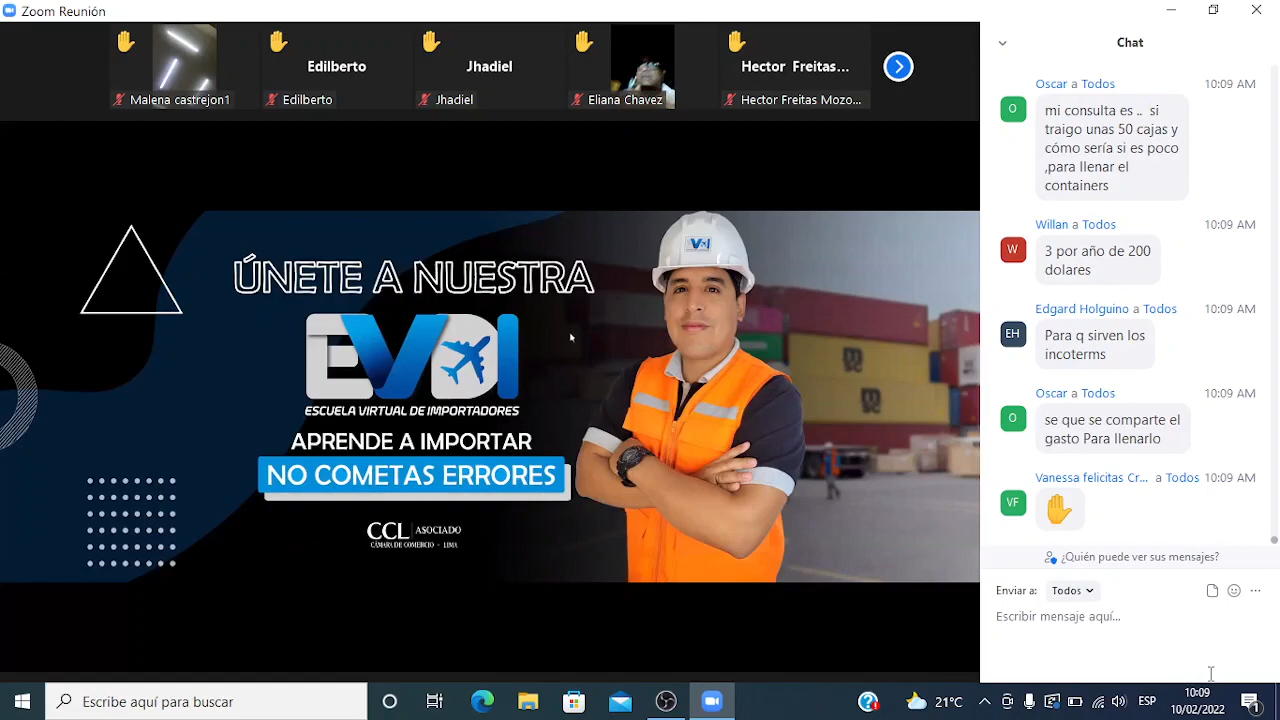 Zoom Reunión
Edilberto
Jhadiel
Hector Freitas...
Malena castrejon1
Edilberto
Jhadiel
Eliana Chavez
Hector Freitas Mozo...
VDI
ÚNETE A NUESTRA
EVDI
ESCUELA VIRTUAL DE IMPORTADORES
APRENDE A IMPORTAR
NO COMETAS ERRORES
CCL ASOCIADO
CÁMARA DE COMERCIO - LIMA
Chat
Oscar a Todos 10:09 AM
O
mi consulta es .. si
traigo unas 50 cajas y
cómo sería si es poco
,para llenar el
containers
Willan a Todos 10:09 AM
W
3 por año de 200
dolares
Edgard Holguino a Todos 10:09 AM
EH
Para q sirven los
incoterms
Oscar a Todos 10:09 AM
O
se que se comparte el
gasto Para llenarlo
Vanessa felicitas Cr... a Todos 10:09 AM
VF
¿Quién puede ver sus mensajes?
Enviar a: Todos
Escribir mensaje aquí...
Escribe aquí para buscar
21°C
ESP
10:09
10/02/2022
1